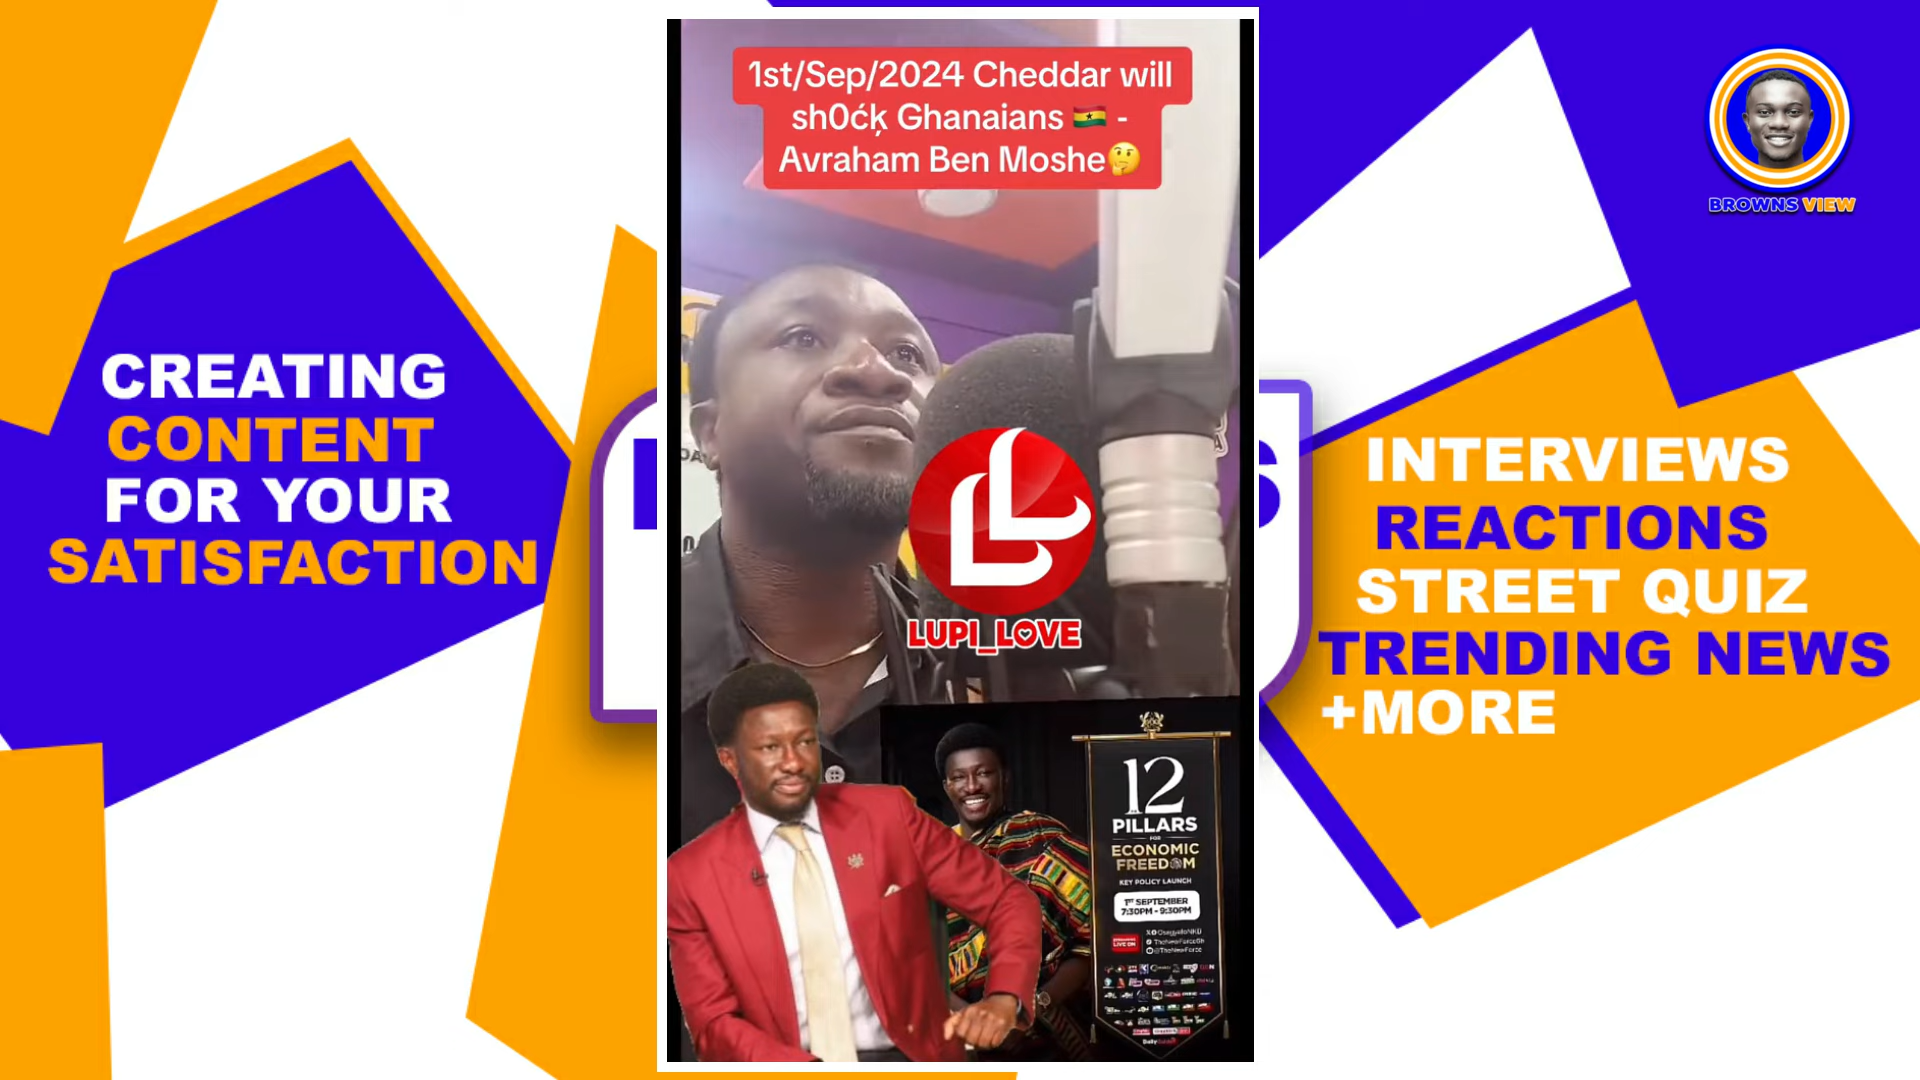 1st/Sep/2024 Cheddar will
sh0ćķ Ghanaians 🇬🇭 -
Avraham Ben Moshe🤔
BROWNS VIEW
CREATING
CONTENT
FOR YOUR
SATISFACTION
INTERVIEWS
REACTIONS
STREET QUIZ
TRENDING NEWS
+MORE
LUPI_LOVE
12
PILLARS
FOR
ECONOMIC
FREEDOM
KEY POLICY LAUNCH
1ST SEPTEMBER
7:30PM - 9:30PM